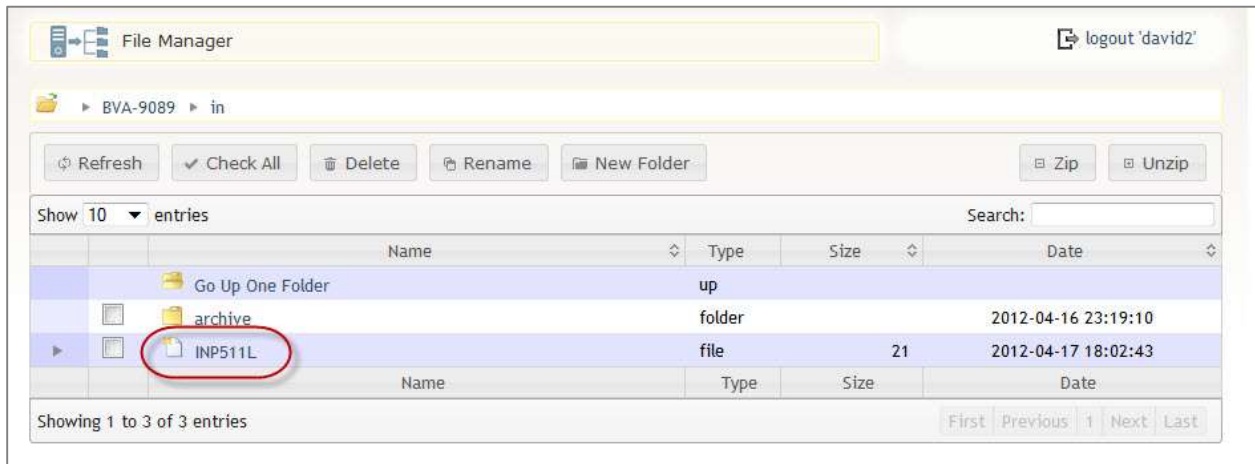 File Manager
logout 'david2'
BVA-9089 in
Refresh Check All Delete Rename New Folder Zip Unzip
Show 10 entries Search:
Name Type Size Date
Go Up One Folder up
archive folder 2012-04-16 23:19:10
INP511L file 21 2012-04-17 18:02:43
Name Type Size Date
Showing 1 to 3 of 3 entries First Previous 1 Next Last